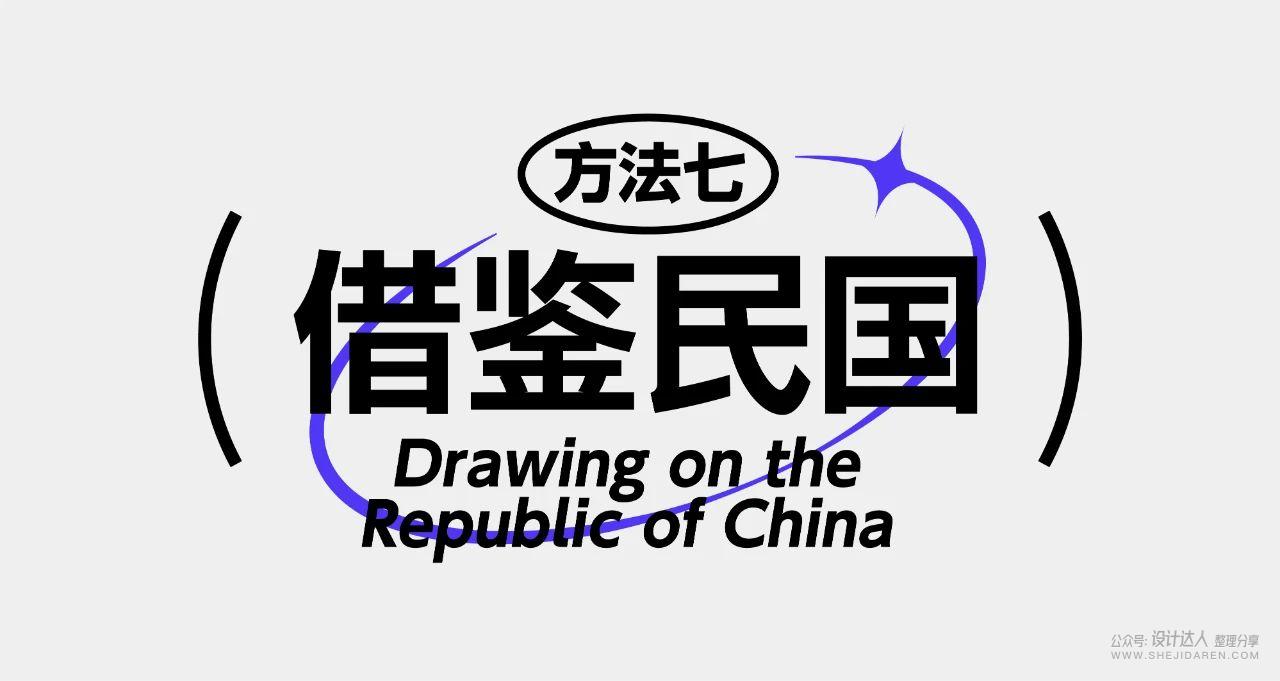 方法七
借鉴民国
Drawing on the
Republic of China
公众号: 设计达人 整理分享
WWW.SHEJIDAREN.COM